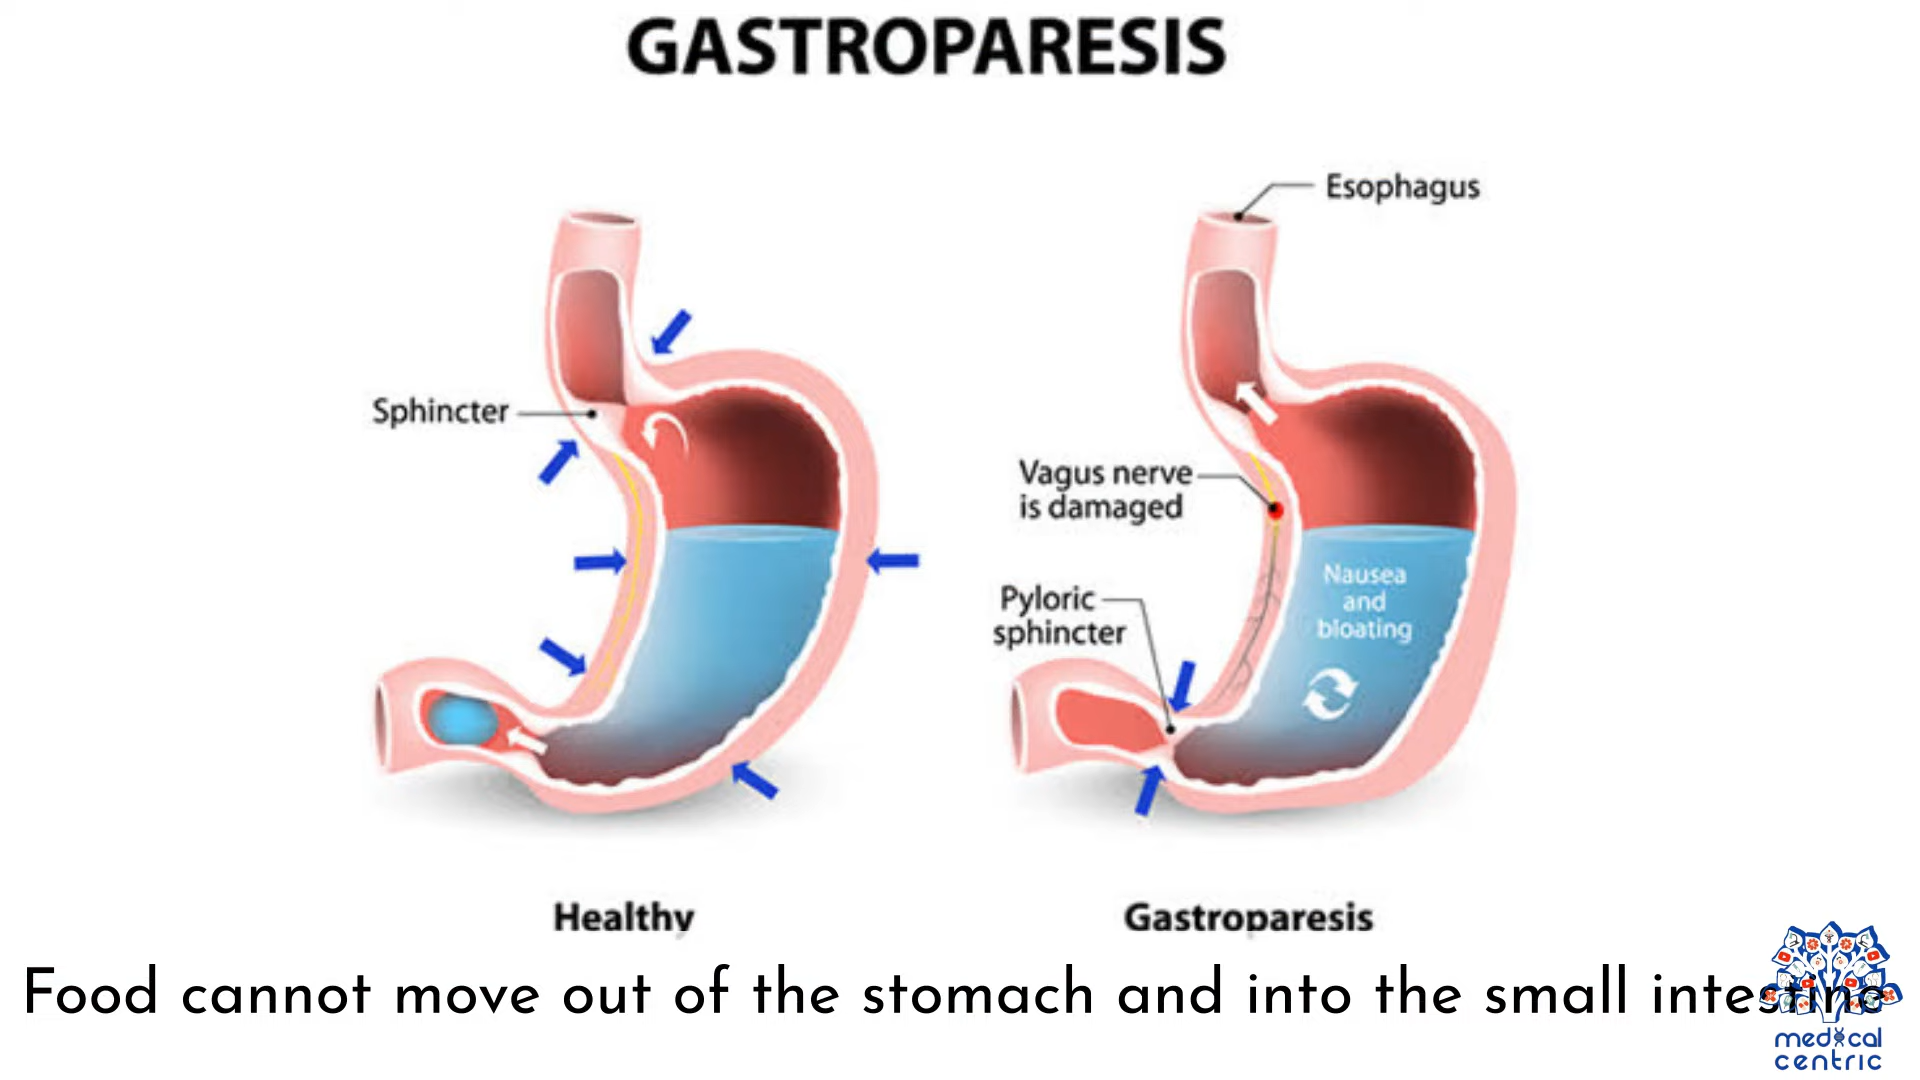 GASTROPARESIS
Esophagus
Sphincter
Vagus nerve
is damaged
Pyloric
sphincter
Nausea
and
bloating
Healthy
Gastroparesis
Food cannot move out of the stomach and into the small intestine
medical
centric